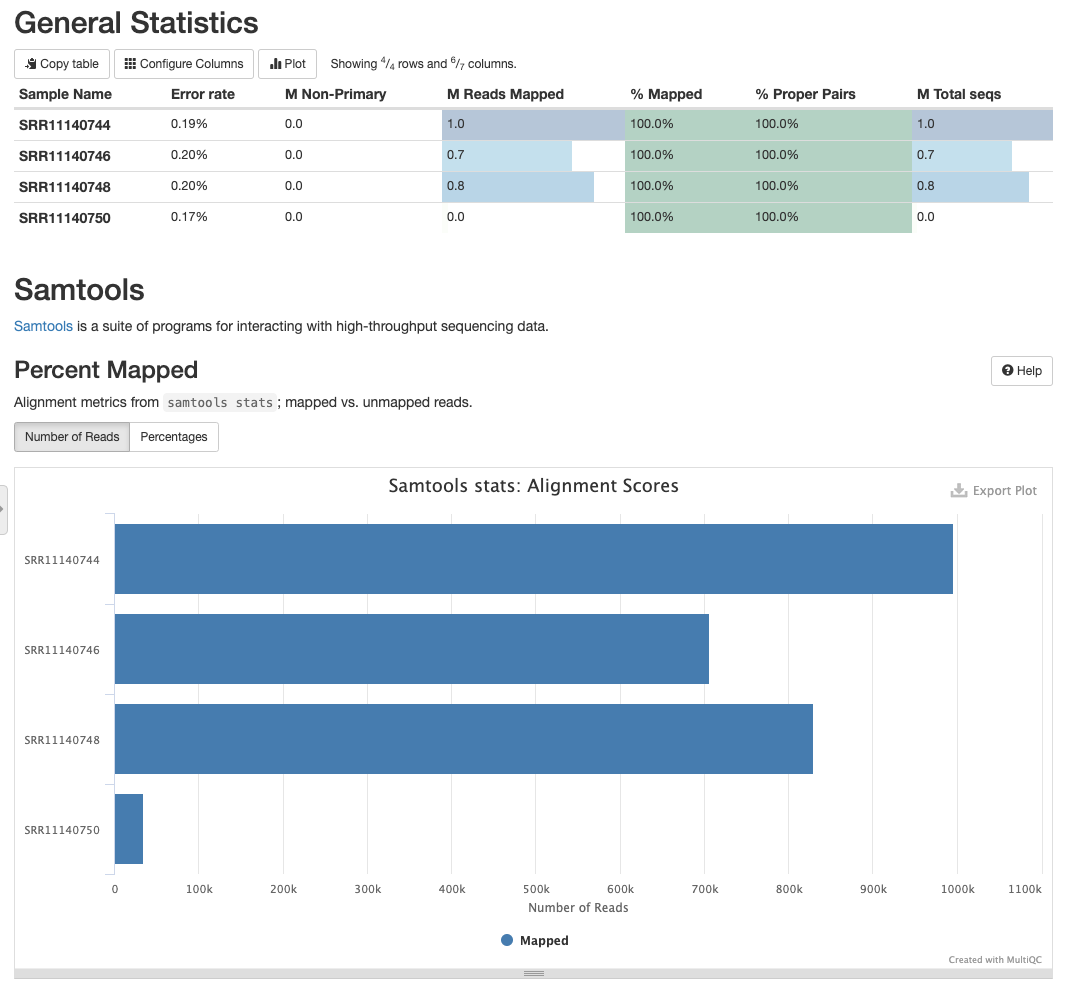 General Statistics
Copy table Configure Columns Plot Showing 4/4 rows and 6/7 columns.
Sample Name Error rate M Non-Primary M Reads Mapped % Mapped % Proper Pairs M Total seqs
SRR11140744 0.19% 0.0 1.0 100.0% 100.0% 1.0
SRR11140746 0.20% 0.0 0.7 100.0% 100.0% 0.7
SRR11140748 0.20% 0.0 0.8 100.0% 100.0% 0.8
SRR11140750 0.17% 0.0 0.0 100.0% 100.0% 0.0
Samtools
Samtools is a suite of programs for interacting with high-throughput sequencing data.
Percent Mapped
Help
Alignment metrics from samtools stats; mapped vs. unmapped reads.
Number of Reads Percentages
Samtools stats: Alignment Scores
Export Plot
SRR11140744
SRR11140746
SRR11140748
SRR11140750
0 100k 200k 300k 400k 500k 600k 700k 800k 900k 1000k 1100k
Number of Reads
Mapped
Created with MultiQC